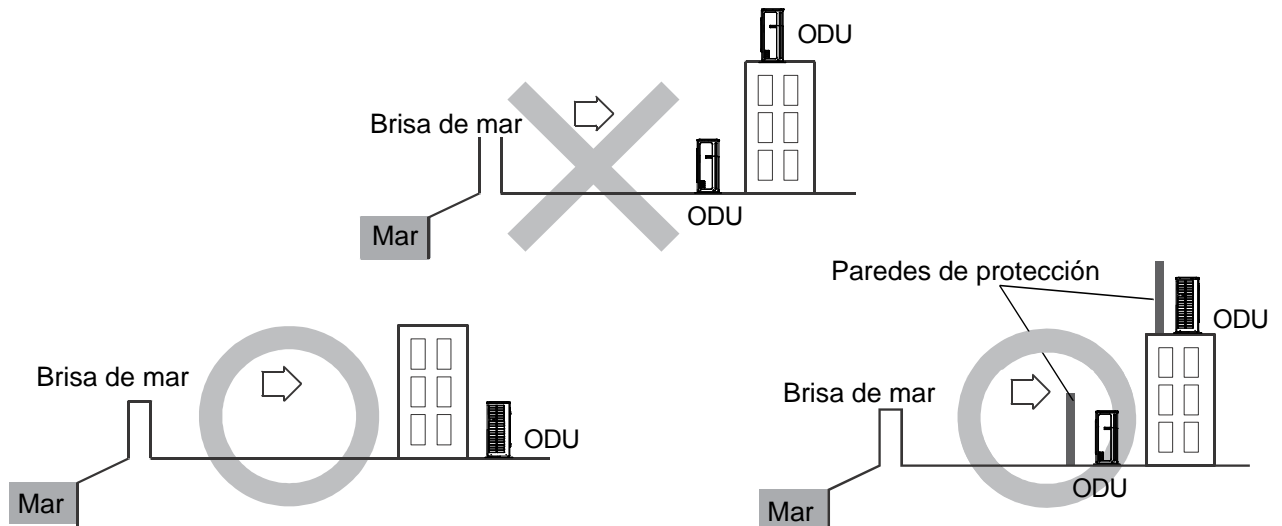 ODU
Brisa de mar
ODU
Mar
Paredes de protección
ODU
Brisa de mar
ODU
Mar
Brisa de mar
ODU
Mar